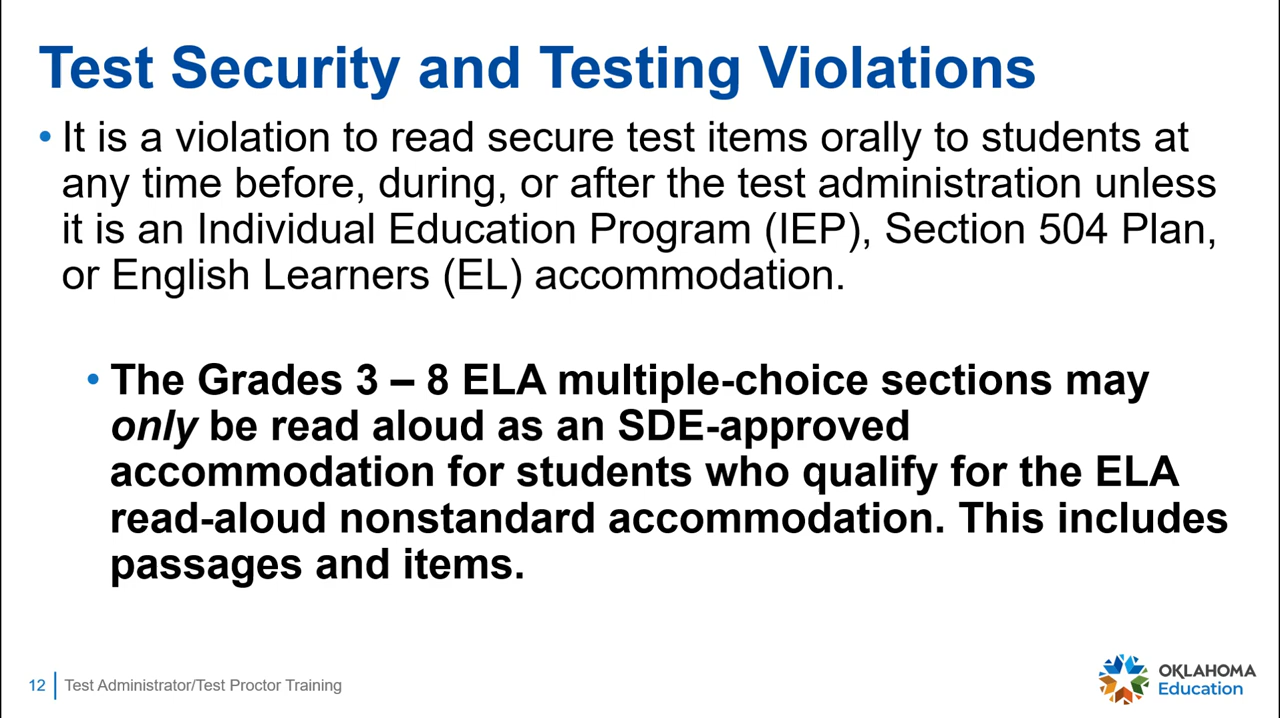 Test Security and Testing Violations
• It is a violation to read secure test items orally to students at
any time before, during, or after the test administration unless
it is an Individual Education Program (IEP), Section 504 Plan,
or English Learners (EL) accommodation.
• The Grades 3 – 8 ELA multiple-choice sections may
only be read aloud as an SDE-approved
accommodation for students who qualify for the ELA
read-aloud nonstandard accommodation. This includes
passages and items.
12 Test Administrator/Test Proctor Training
OKLAHOMA
Education